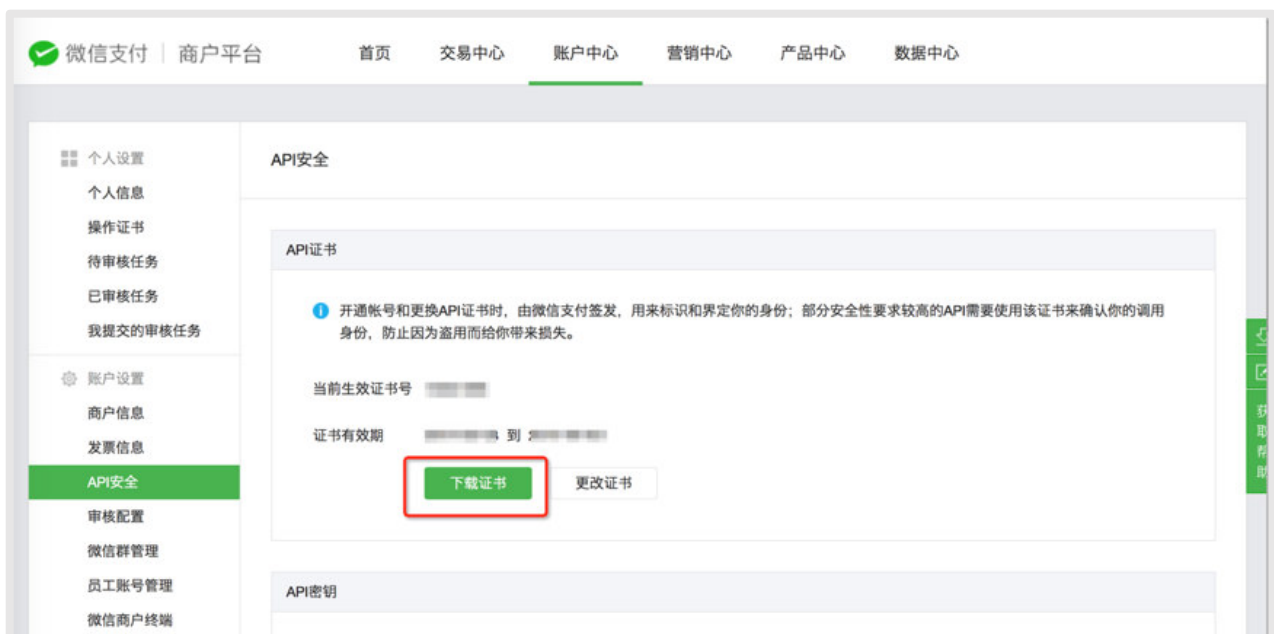 微信支付 | 商户平台 首页 交易中心 账户中心 营销中心 产品中心 数据中心
个人设置
个人信息
操作证书
待审核任务
已审核任务
我提交的审核任务
账户设置
商户信息
发票信息
API安全
审核配置
微信群管理
员工账号管理
微信商户终端
API安全
API证书
开通帐号和更换API证书时，由微信支付签发，用来标识和界定你的身份；部分安全性要求较高的API需要使用该证书来确认你的调用
身份，防止因为盗用而给你带来损失。
当前生效证书号
证书有效期 到
下载证书 更改证书
API密钥
获取帮助